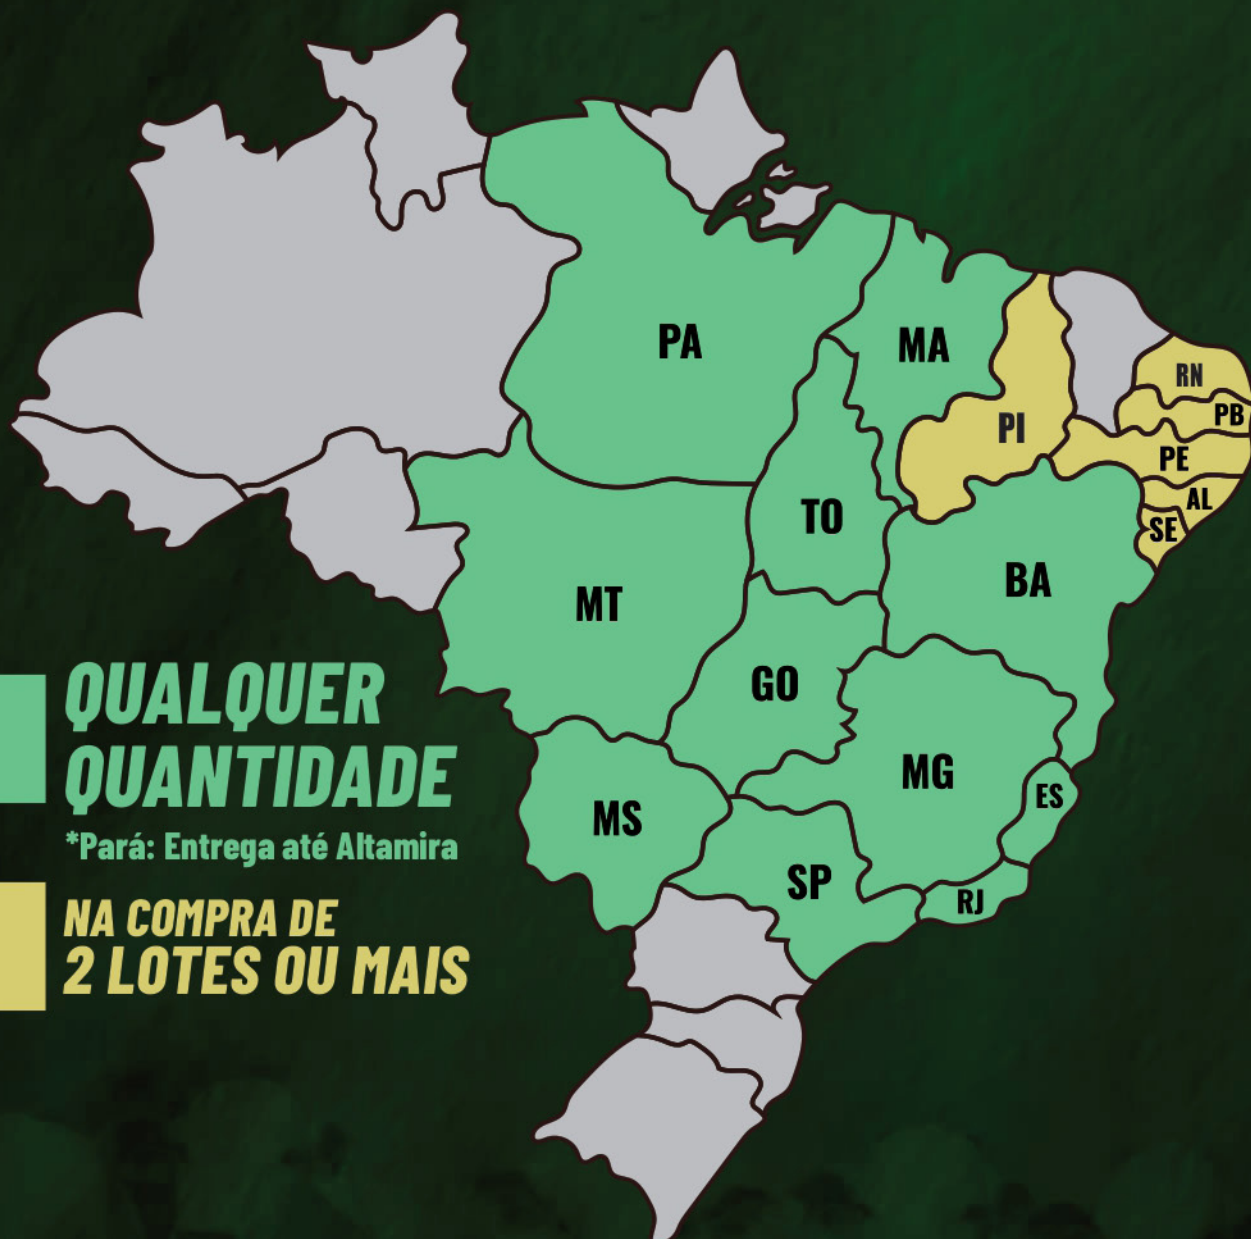 PA
MA
RN
PB
PI
PE
AL
SE
TO
BA
MT
GO
MG
ES
MS
SP
RJ
QUALQUER
QUANTIDADE
*Pará: Entrega até Altamira
NA COMPRA DE
2 LOTES OU MAIS